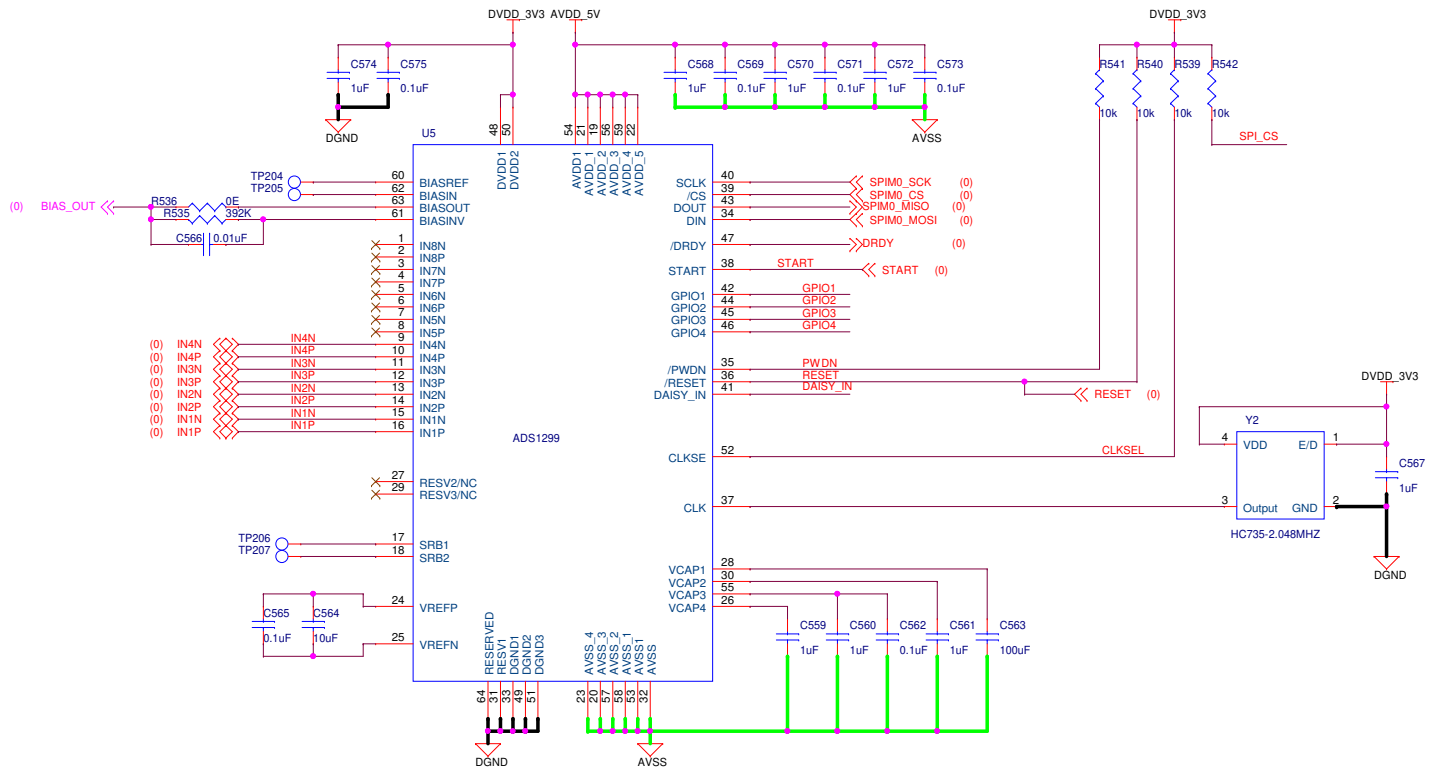 DVDD_3V3 AVDD_5V DVDD_3V3
C574 1uF C575 0.1uF
C568 1uF C569 0.1uF C570 1uF C571 0.1uF C572 1uF C573 0.1uF
R541 10k R540 10k R539 10k R542 10k
DGND
AVSS
SPI_CS
U5
48 50 54 21 19 56 59 22
DVDD1 DVDD2 AVDD1 AVDD_1 AVDD_2 AVDD_3 AVDD_4 AVDD_5
TP204 60 BIASREF
TP205 62 BIASIN
(0) BIAS_OUT R536 0E 63 BIASOUT
R535 392K 61 BIASINV
C566 0.01uF
1 IN8N
2 IN8P
3 IN7N
4 IN7P
5 IN6N
6 IN6P
7 IN5N
8 IN5P
(0) IN4N IN4N 9 IN4N
(0) IN4P IN4P 10 IN4P
(0) IN3N IN3N 11 IN3N
(0) IN3P IN3P 12 IN3P
(0) IN2N IN2N 13 IN2N
(0) IN2P IN2P 14 IN2P
(0) IN1N IN1N 15 IN1N
(0) IN1P IN1P 16 IN1P
ADS1299
27 RESV2/NC
29 RESV3/NC
TP206 17 SRB1
TP207 18 SRB2
24 VREFP
C565 0.1uF C564 10uF
25 VREFN
SCLK 40 SPIM0_SCK (0)
/CS 39 SPIM0_CS (0)
DOUT 43 SPIM0_MISO (0)
DIN 34 SPIM0_MOSI (0)
/DRDY 47 DRDY (0)
START 38 START START (0)
GPIO1 42 GPIO1
GPIO2 44 GPIO2
GPIO3 45 GPIO3
GPIO4 46 GPIO4
/PWDN 35 PWDN
/RESET 36 RESET
DAISY_IN 41 DAISY_IN
RESET (0)
CLKSE 52 CLKSEL
CLK 37
DVDD_3V3
Y2
4 VDD E/D 1
3 Output GND 2
HC735-2.048MHZ
C567 1uF
DGND
VCAP1 28
VCAP2 30
VCAP3 55
VCAP4 26
C559 1uF C560 1uF C562 0.1uF C561 1uF C563 100uF
RESERVED RESV1 DGND1 DGND2 DGND3 AVSS_4 AVSS_3 AVSS_2 AVSS_1 AVSS1 AVSS
64 31 33 49 51 23 20 57 58 53 32
DGND AVSS